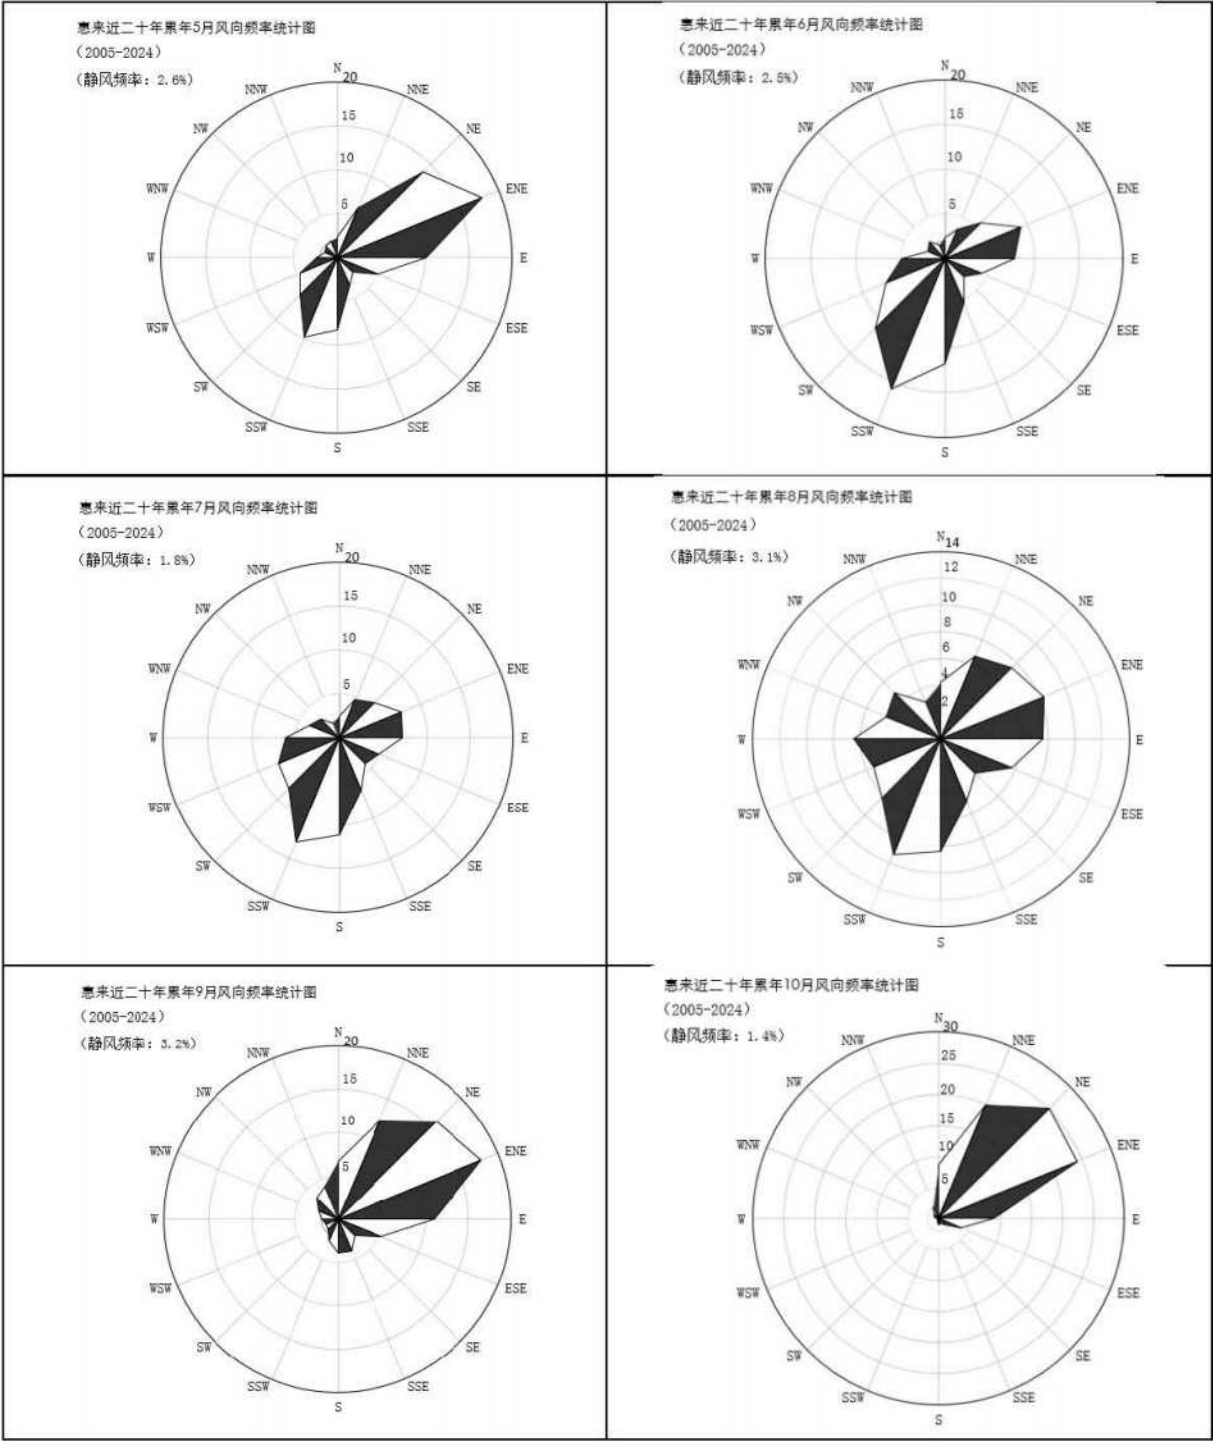 惠来近二十年累年5月风向频率统计图
（2005-2024）
（静风频率：2.6%）
N
20
NNW
NNE
15
NW
NE
10
WNW
ENE
5
W
E
WSW
ESE
SW
SE
SSW
SSE
S
惠来近二十年累年6月风向频率统计图
（2005-2024）
（静风频率：2.5%）
N
20
NNW
NNE
15
NW
NE
10
WNW
ENE
5
W
E
WSW
ESE
SW
SE
SSW
SSE
S
惠来近二十年累年7月风向频率统计图
（2005-2024）
（静风频率：1.8%）
N
20
NNW
NNE
15
NW
NE
10
WNW
ENE
5
W
E
WSW
ESE
SW
SE
SSW
SSE
S
惠来近二十年累年8月风向频率统计图
（2005-2024）
（静风频率：3.1%）
N
14
NNW
NNE
12
10
NW
NE
8
6
WNW
ENE
4
2
W
E
WSW
ESE
SW
SE
SSW
SSE
S
惠来近二十年累年9月风向频率统计图
（2005-2024）
（静风频率：3.2%）
N
20
NNW
NNE
15
NW
NE
10
WNW
ENE
5
W
E
WSW
ESE
SW
SE
SSW
SSE
S
惠来近二十年累年10月风向频率统计图
（2005-2024）
（静风频率：1.4%）
N
30
NNW
NNE
25
NW
NE
20
15
WNW
ENE
10
5
W
E
WSW
ESE
SW
SE
SSW
SSE
S